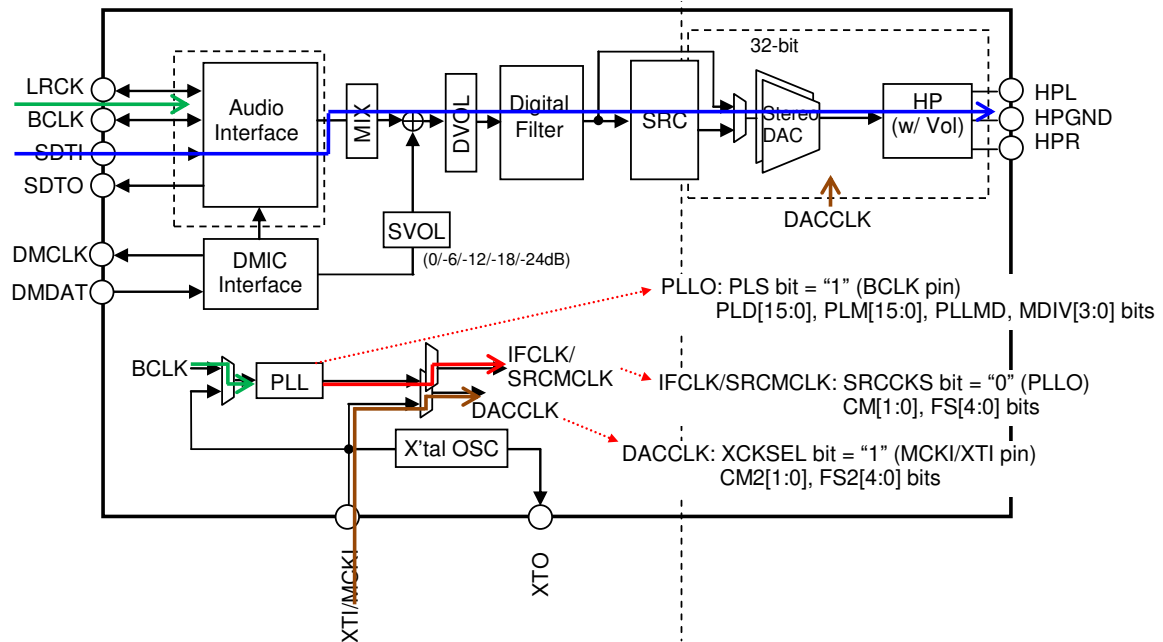 32-bit
LRCK
BCLK
SDTI
SDTO
DMCLK
DMDAT
Audio
Interface
DMIC
Interface
MIX
SVOL
(0/-6/-12/-18/-24dB)
DVOL
Digital
Filter
SRC
Stereo
DAC
HP
(w/ Vol)
HPL
HPGND
HPR
DACCLK
PLLO: PLS bit = “1” (BCLK pin)
PLD[15:0], PLM[15:0], PLLMD, MDIV[3:0] bits
BCLK
PLL
IFCLK/
SRCMCLK
DACCLK
IFCLK/SRCMCLK: SRCCKS bit = “0” (PLLO)
CM[1:0], FS[4:0] bits
X'tal OSC
DACCLK: XCKSEL bit = “1” (MCKI/XTI pin)
CM2[1:0], FS2[4:0] bits
XTI/MCKI
XTO